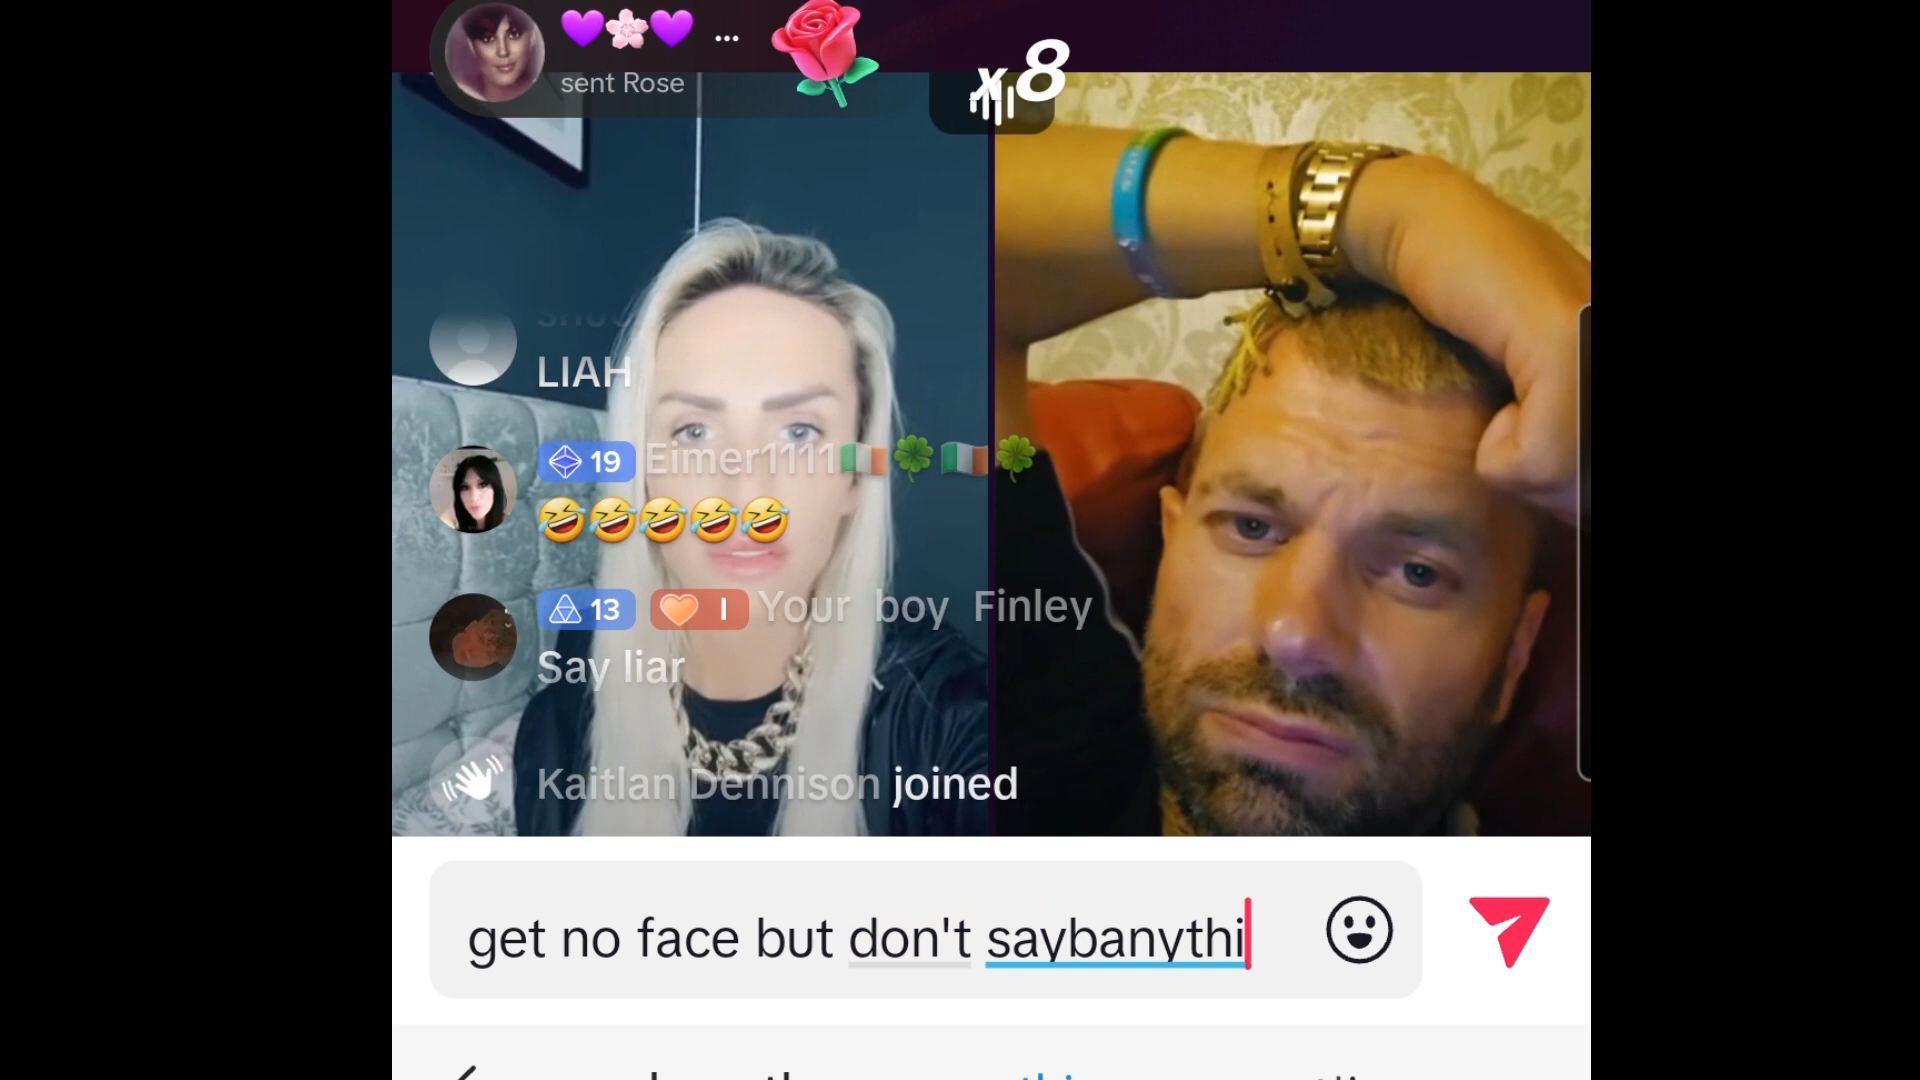 💜🌸💜 ...
sent Rose
x8
LIAH
19 Eimer1111🇮🇪🍀🇮🇪🍀
🤣🤣🤣🤣🤣
13 I Your boy Finley
Say liar
Kaitlan Dennison joined
get no face but don't saybanythi